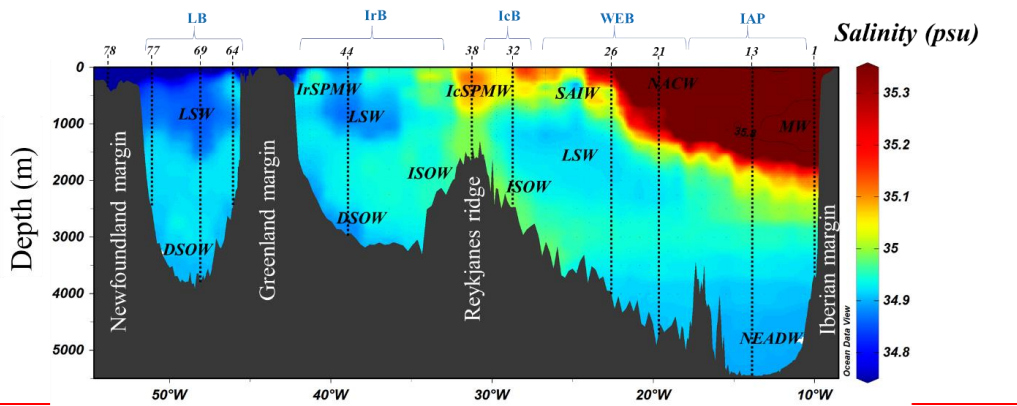 LB IrB IcB WEB IAP
78 77 69 64 44 38 32 26 21 13 1
Salinity (psu)
0
1000
2000
3000
4000
5000
Depth (m)
IrSPMW IcSPMW SAIW NACW
LSW LSW LSW MW
35.8
ISOW ISOW
DSOW DSOW
NEADW
Newfoundland margin
Greenland margin
Reykjanes ridge
Iberian margin
Ocean Data View
35.3
35.2
35.1
35
34.9
34.8
50°W 40°W 30°W 20°W 10°W